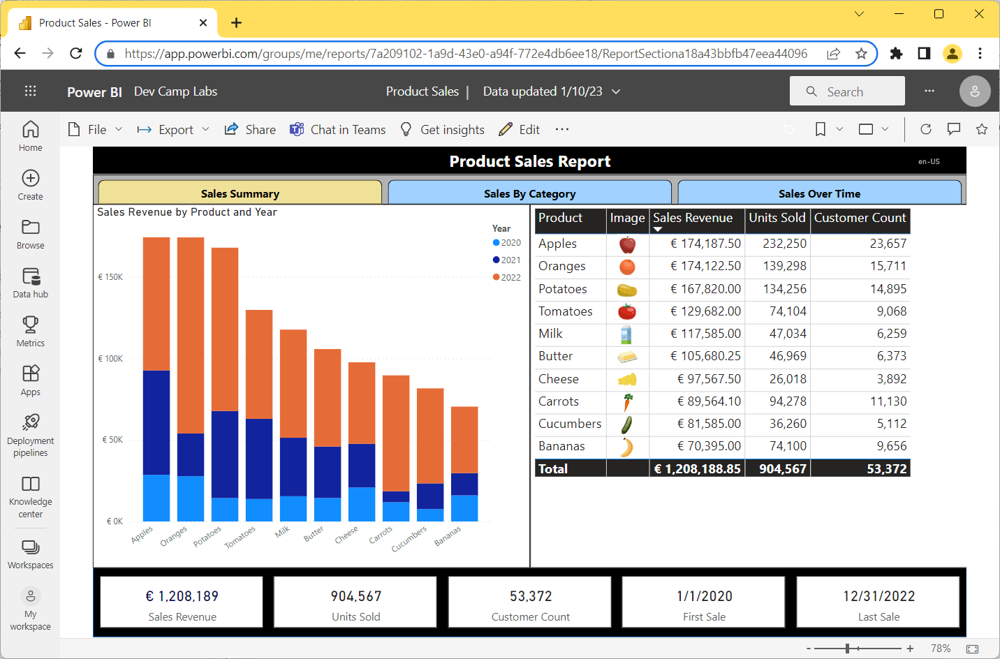 Product Sales - Power BI
https://app.powerbi.com/groups/me/reports/7a209102-1a9d-43e0-a94f-772e4db6ee18/ReportSectiona18a43bbfb47eea44096
Power BI Dev Camp Labs Product Sales | Data updated 1/10/23 Search
File Export Share Chat in Teams Get insights Edit
Home
Create
Browse
Data hub
Metrics
Apps
Deployment
pipelines
Knowledge
center
Workspaces
My
workspace
Product Sales Report en-US
Sales Summary Sales By Category Sales Over Time
Sales Revenue by Product and Year
Year
2020
2021
2022
€ 150K
€ 100K
€ 50K
€ 0K
Apples Oranges Potatoes Tomatoes Milk Butter Cheese Carrots Cucumbers Bananas
Product Image Sales Revenue Units Sold Customer Count
Apples € 174,187.50 232,250 23,657
Oranges € 174,122.50 139,298 15,711
Potatoes € 167,820.00 134,256 14,895
Tomatoes € 129,682.00 74,104 9,068
Milk € 117,585.00 47,034 6,259
Butter € 105,680.25 46,969 6,373
Cheese € 97,567.50 26,018 3,892
Carrots € 89,564.10 94,278 11,130
Cucumbers € 81,585.00 36,260 5,112
Bananas € 70,395.00 74,100 9,656
Total € 1,208,188.85 904,567 53,372
€ 1,208,189 904,567 53,372 1/1/2020 12/31/2022
Sales Revenue Units Sold Customer Count First Sale Last Sale
- + 78%